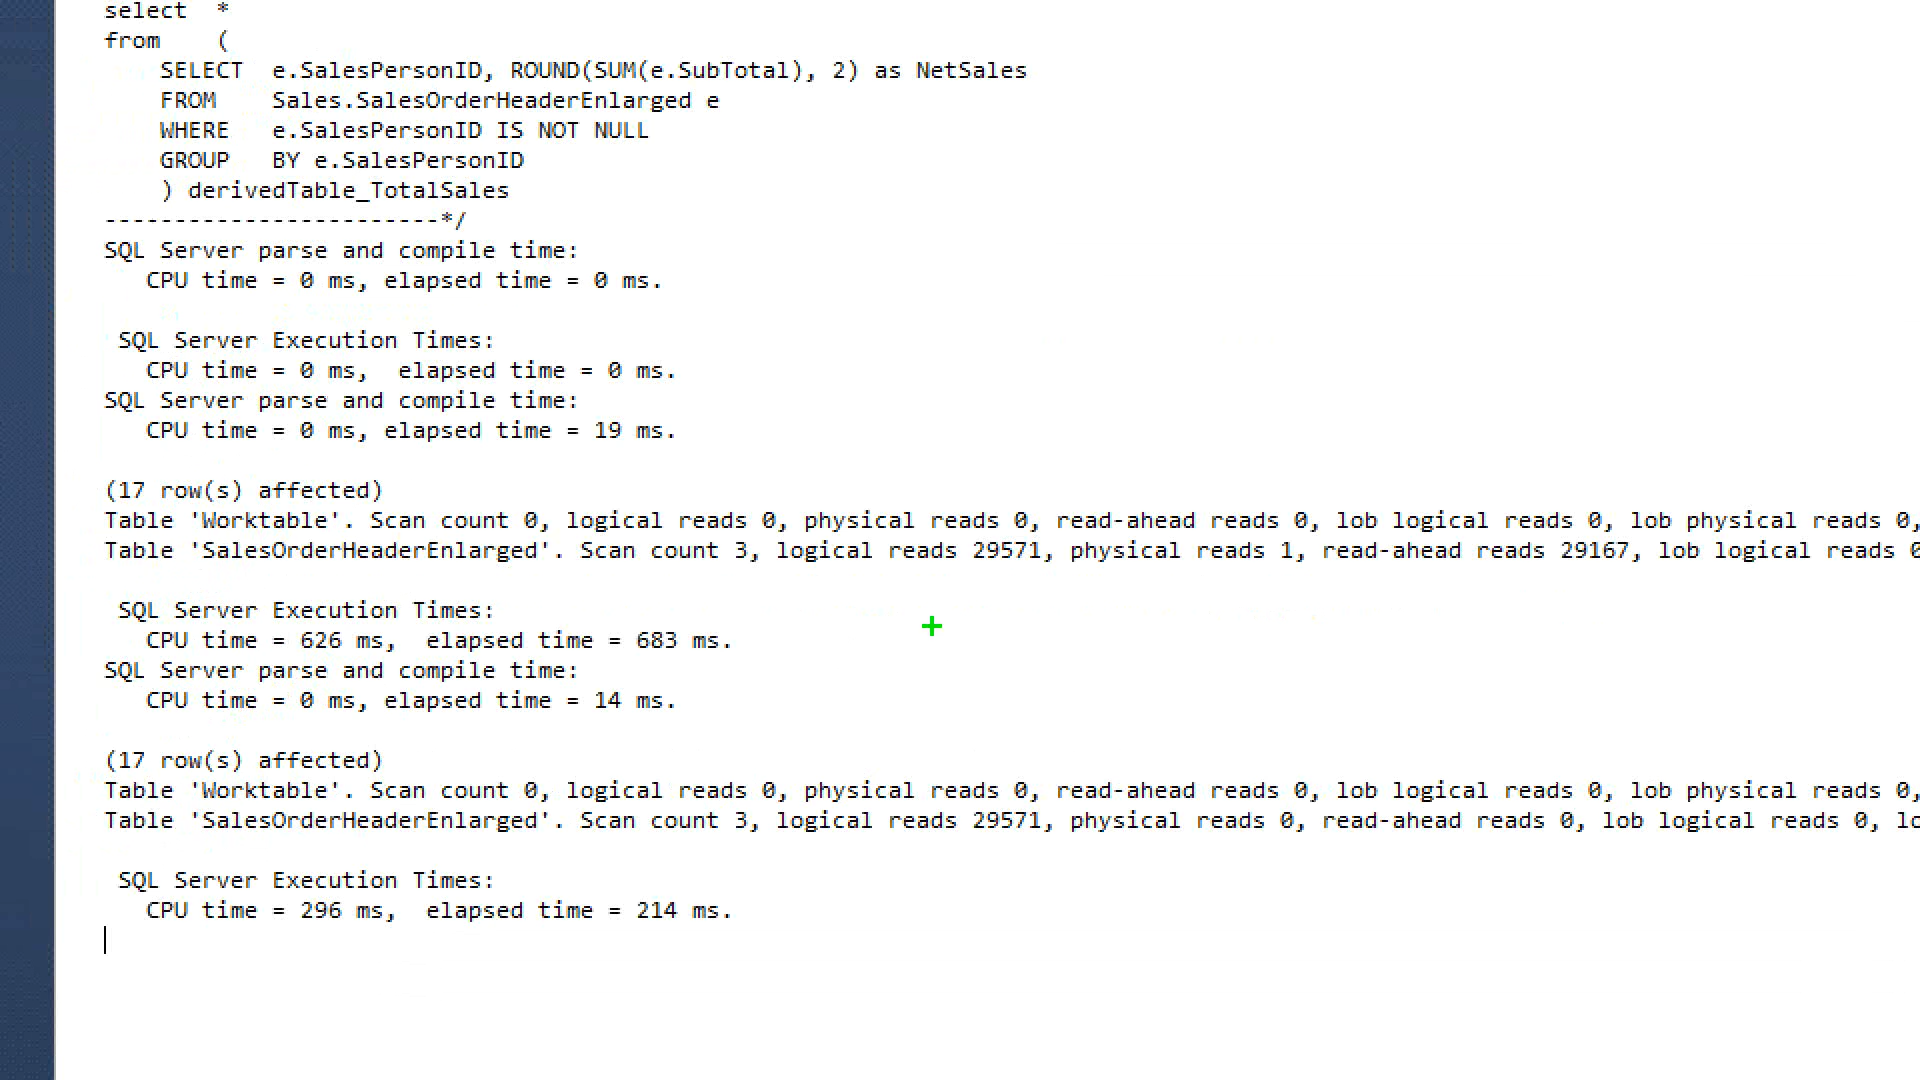 select  *
from    (
    SELECT  e.SalesPersonID, ROUND(SUM(e.SubTotal), 2) as NetSales
    FROM    Sales.SalesOrderHeaderEnlarged e
    WHERE   e.SalesPersonID IS NOT NULL
    GROUP   BY e.SalesPersonID
    ) derivedTable_TotalSales
------------------------*/
SQL Server parse and compile time:
   CPU time = 0 ms, elapsed time = 0 ms.

 SQL Server Execution Times:
   CPU time = 0 ms,  elapsed time = 0 ms.
SQL Server parse and compile time:
   CPU time = 0 ms, elapsed time = 19 ms.

(17 row(s) affected)
Table 'Worktable'. Scan count 0, logical reads 0, physical reads 0, read-ahead reads 0, lob logical reads 0, lob physical reads 0,
Table 'SalesOrderHeaderEnlarged'. Scan count 3, logical reads 29571, physical reads 1, read-ahead reads 29167, lob logical reads 0

 SQL Server Execution Times:
   CPU time = 626 ms,  elapsed time = 683 ms.
SQL Server parse and compile time:
   CPU time = 0 ms, elapsed time = 14 ms.

(17 row(s) affected)
Table 'Worktable'. Scan count 0, logical reads 0, physical reads 0, read-ahead reads 0, lob logical reads 0, lob physical reads 0,
Table 'SalesOrderHeaderEnlarged'. Scan count 3, logical reads 29571, physical reads 0, read-ahead reads 0, lob logical reads 0,

 SQL Server Execution Times:
   CPU time = 296 ms,  elapsed time = 214 ms.